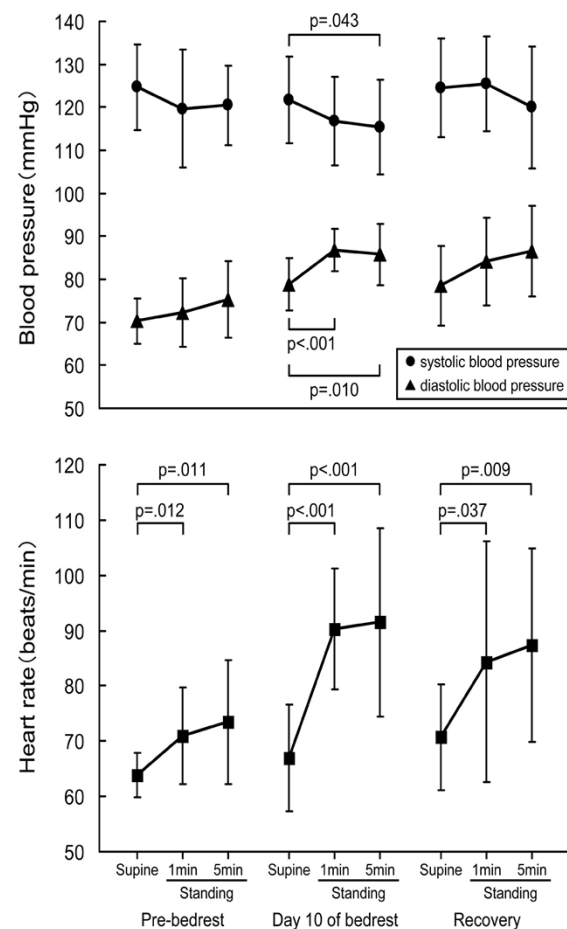 Blood pressure (mmHg)
140
130
120
110
100
90
80
70
60
50
p=.043
p<.001
p=.010
systolic blood pressure
diastolic blood pressure
Heart rate (beats/min)
120
110
100
90
80
70
60
50
p=.011
p=.012
p<.001
p<.001
p=.009
p=.037
Supine 1min 5min Supine 1min 5min Supine 1min 5min
Standing Standing Standing
Pre-bedrest Day 10 of bedrest Recovery